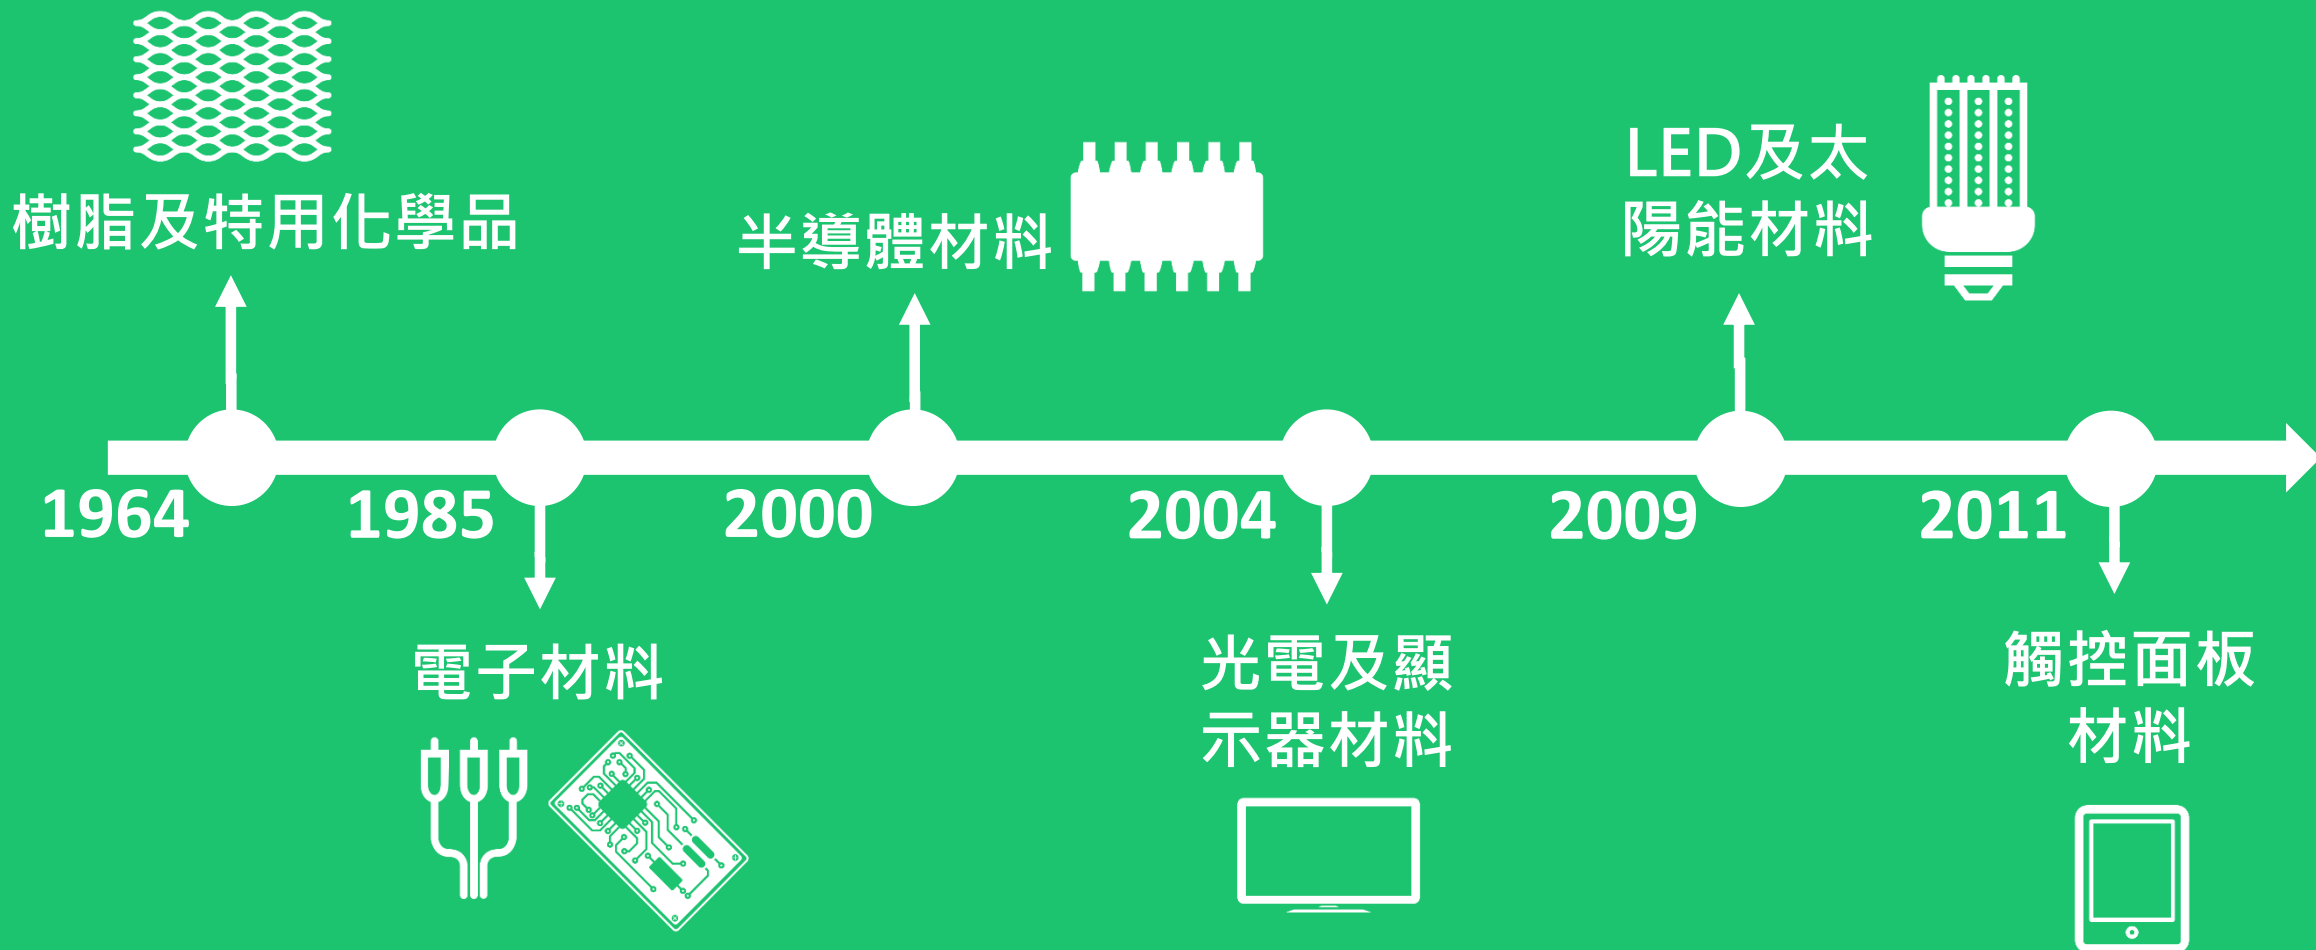 樹脂及特用化學品
半導體材料
LED及太
陽能材料
1964
1985
2000
2004
2009
2011
電子材料
光電及顯
示器材料
觸控面板
材料